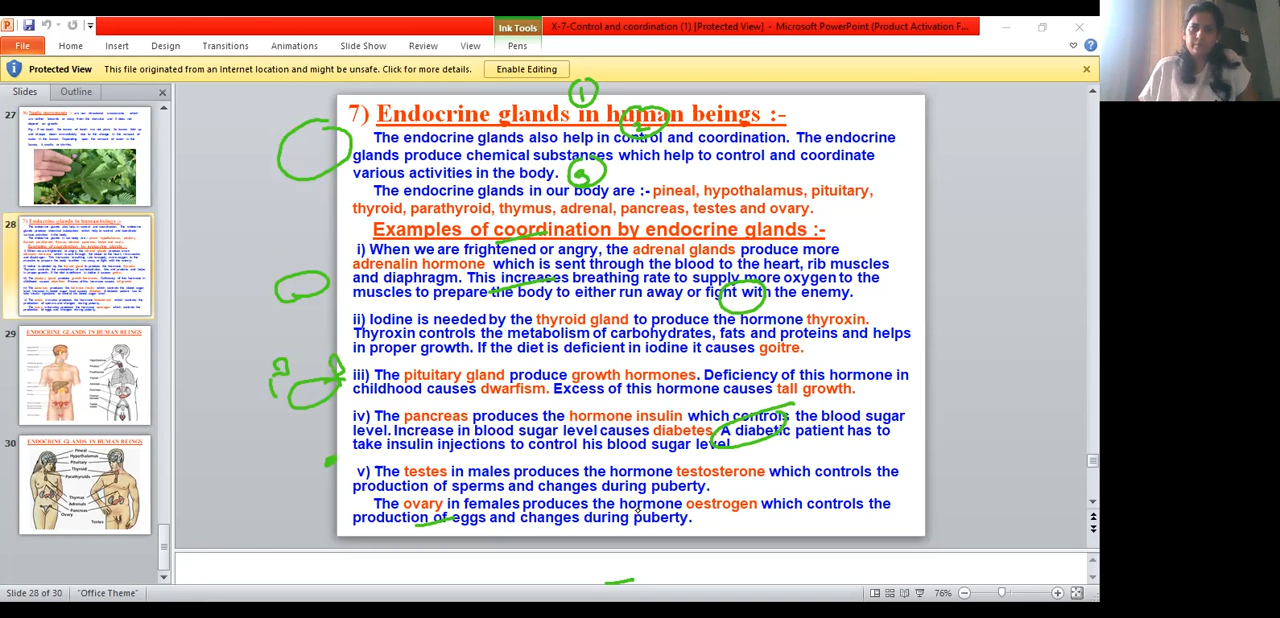 Ink Tools
X-7-Control and coordination (1) [Protected View] - Microsoft PowerPoint (Product Activation F...
File Home Insert Design Transitions Animations Slide Show Review View Pens
Protected View This file originated from an Internet location and might be unsafe. Click for more details. Enable Editing
Slides Outline
27
28
29
30
ENDOCRINE GLANDS IN HUMAN BEINGS
ENDOCRINE GLANDS IN HUMAN BEINGS
7) Endocrine glands in human beings :-
The endocrine glands also help in control and coordination. The endocrine
glands produce chemical substances which help to control and coordinate
various activities in the body.
The endocrine glands in our body are :- pineal, hypothalamus, pituitary,
thyroid, parathyroid, thymus, adrenal, pancreas, testes and ovary.
Examples of coordination by endocrine glands :-
i) When we are frightened or angry, the adrenal glands produce more
adrenalin hormone which is sent through the blood to the heart, rib muscles
and diaphragm. This increases breathing rate to supply more oxygen to the
muscles to prepare the body to either run away or fight with the enemy.
ii) Iodine is needed by the thyroid gland to produce the hormone thyroxin.
Thyroxin controls the metabolism of carbohydrates, fats and proteins and helps
in proper growth. If the diet is deficient in iodine it causes goitre.
iii) The pituitary gland produce growth hormones. Deficiency of this hormone in
childhood causes dwarfism. Excess of this hormone causes tall growth.
iv) The pancreas produces the hormone insulin which controls the blood sugar
level. Increase in blood sugar level causes diabetes. A diabetic patient has to
take insulin injections to control his blood sugar level.
v) The testes in males produces the hormone testosterone which controls the
production of sperms and changes during puberty.
The ovary in females produces the hormone oestrogen which controls the
production of eggs and changes during puberty.
Slide 28 of 30 "Office Theme" 76%